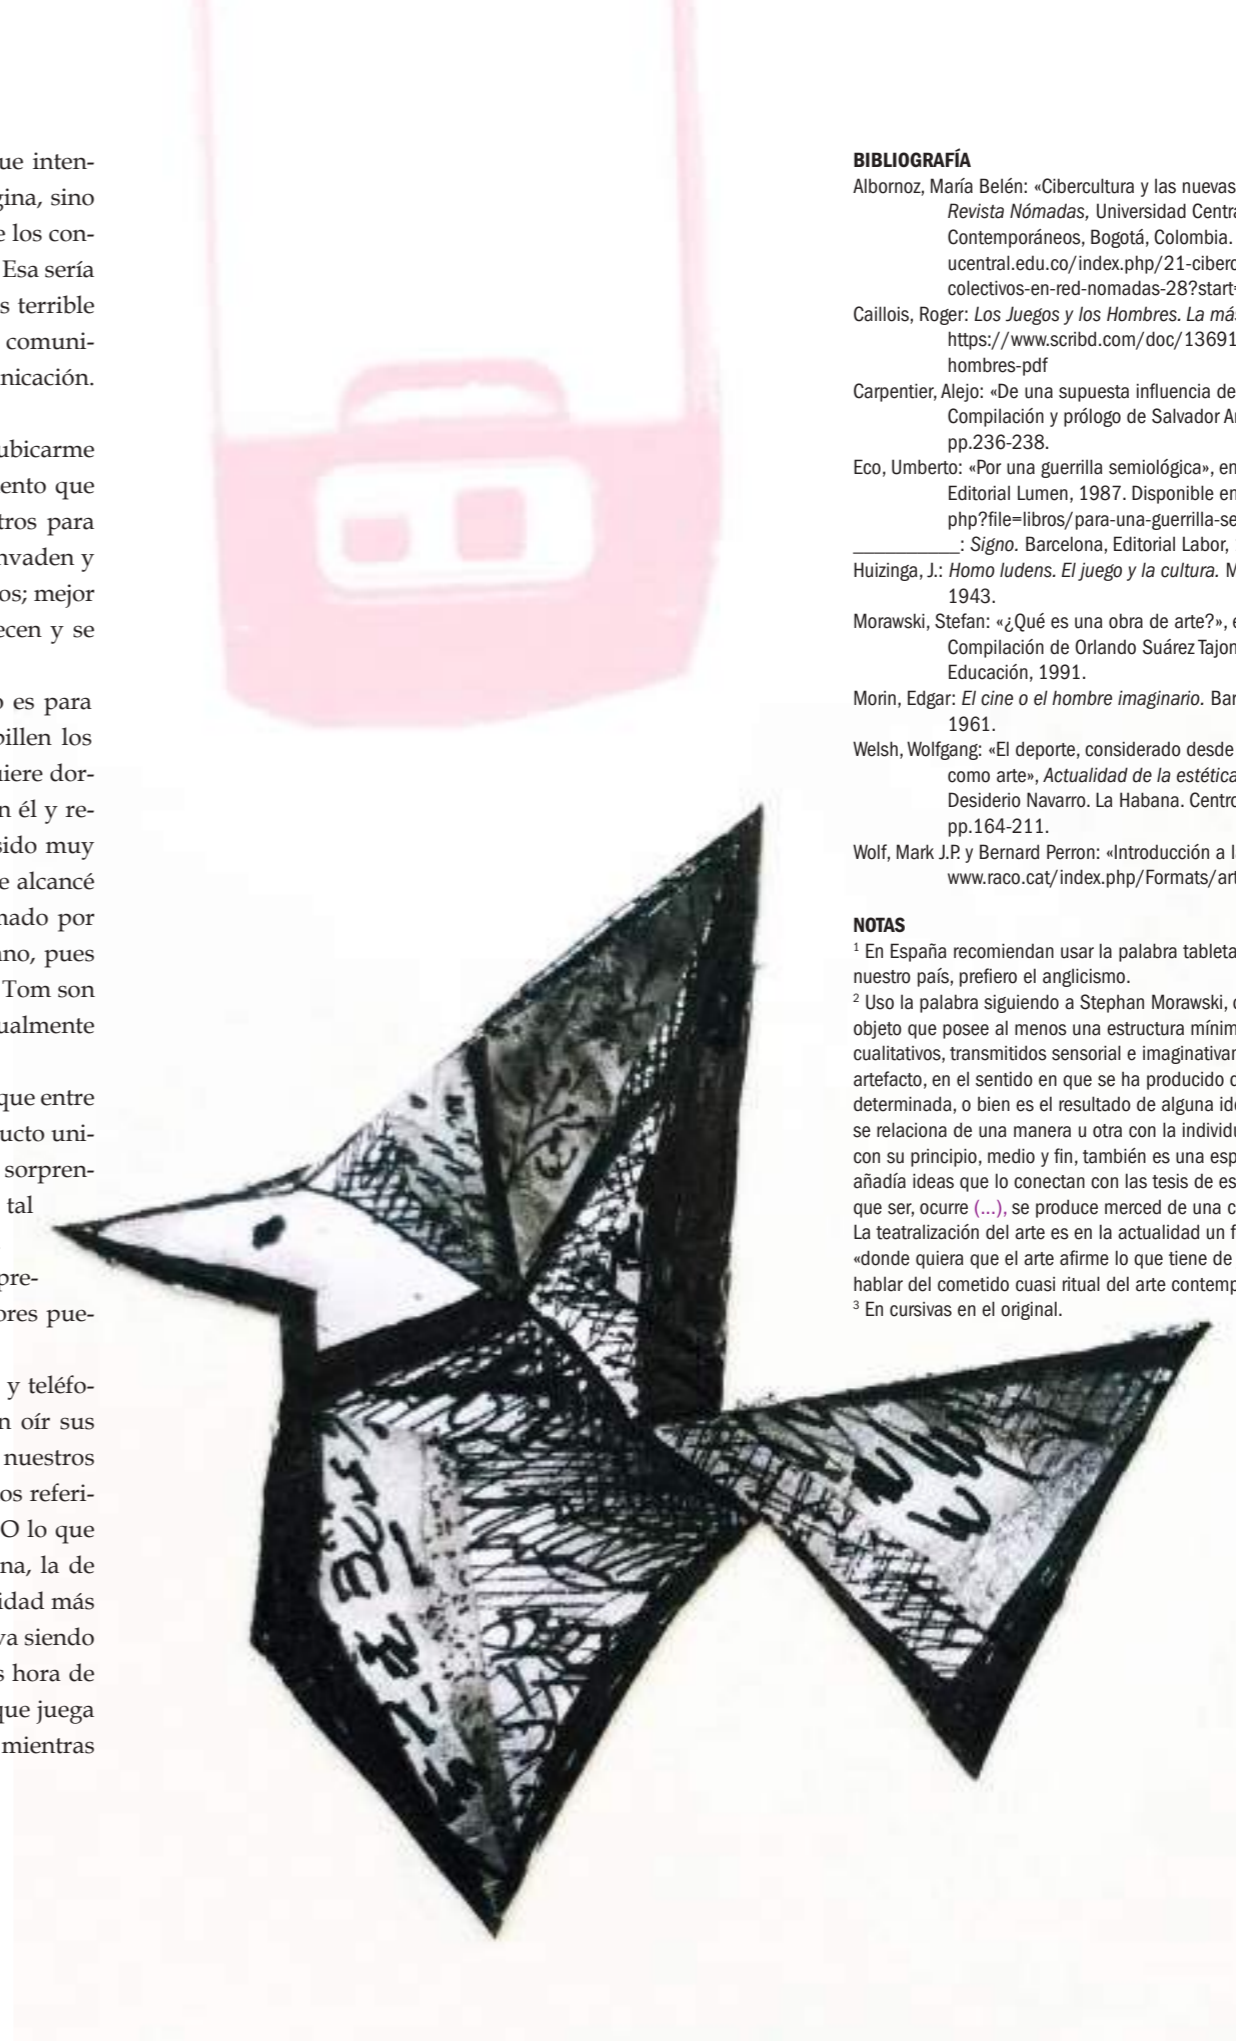 ue inten-
gina, sino
e los con-
Esa sería
s terrible
comuni-
nicación.
ubicarme
ento que
tros para
nvaden y
os; mejor
ecen y se
o es para
pillen los
uiere dor-
n él y re-
sido muy
e alcancé
nado por
no, pues
Tom son
ualmente
que entre
ucto uni-
sorpren-
tal
pre-
ores pue-
y teléfo-
n oír sus
nuestros
os referi-
O lo que
na, la de
idad más
va siendo
s hora de
que juega
mientras
BIBLIOGRAFÍA
Albornoz, María Belén: «Cibercultura y las nuevas
Revista Nómadas, Universidad Centra
Contemporáneos, Bogotá, Colombia.
ucentral.edu.co/index.php/21-ciberc
colectivos-en-red-nomadas-28?start=
Caillois, Roger: Los Juegos y los Hombres. La más
https://www.scribd.com/doc/13691
hombres-pdf
Carpentier, Alejo: «De una supuesta influencia de
Compilación y prólogo de Salvador Ar
pp.236-238.
Eco, Umberto: «Por una guerrilla semiológica», en
Editorial Lumen, 1987. Disponible en
php?file=libros/para-una-guerrilla-se
___________: Signo. Barcelona, Editorial Labor,
Huizinga, J.: Homo ludens. El juego y la cultura. M
1943.
Morawski, Stefan: «¿Qué es una obra de arte?», e
Compilación de Orlando Suárez Tajon
Educación, 1991.
Morin, Edgar: El cine o el hombre imaginario. Bar
1961.
Welsh, Wolfgang: «El deporte, considerado desde
como arte», Actualidad de la estética
Desiderio Navarro. La Habana. Centro
pp.164-211.
Wolf, Mark J.P. y Bernard Perron: «Introducción a l
www.raco.cat/index.php/Formats/art
NOTAS
1 En España recomiendan usar la palabra tableta
nuestro país, prefiero el anglicismo.
2 Uso la palabra siguiendo a Stephan Morawski, c
objeto que posee al menos una estructura mínim
cualitativos, transmitidos sensorial e imaginativar
artefacto, en el sentido en que se ha producido d
determinada, o bien es el resultado de alguna ide
se relaciona de una manera u otra con la individu
con su principio, medio y fin, también es una esp
añadía ideas que lo conectan con las tesis de es
que ser, ocurre (...), se produce merced de una c
La teatralización del arte es en la actualidad un f
«donde quiera que el arte afirme lo que tiene de
hablar del cometido cuasi ritual del arte contemp
3 En cursivas en el original.